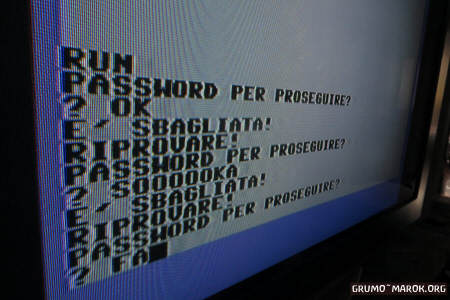 RUN
PASSWORD PER PROSEGUIRE?
? OK
E' SBAGLIATA!
RIPROVARE!
PASSWORD PER PROSEGUIRE?
? SOOOOOKA
E' SBAGLIATA!
RIPROVARE!
PASSWORD PER PROSEGUIRE?
? FA
GRUMO~MAROK.ORG